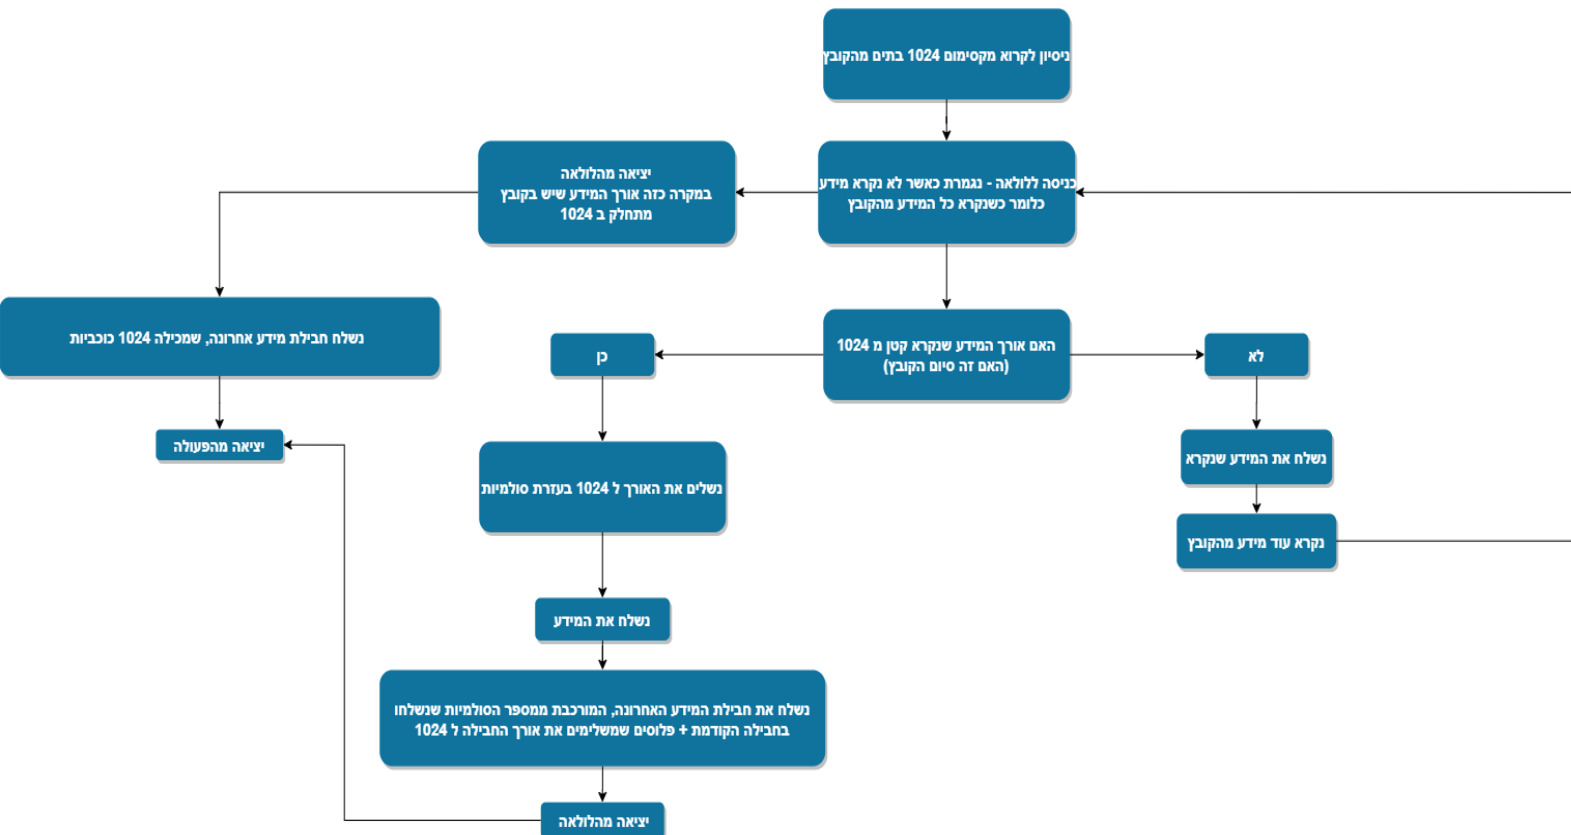 ניסיון לקרוא מקסימום 1024 בתים מהקובץ
כניסה ללולאה - נגמרת כאשר לא נקרא מידע
כלומר כשנקרא כל המידע מהקובץ
יציאה מהלולאה
במקרה כזה אורך המידע שיש בקובץ
מתחלק ב 1024
נשלח חבילת מידע אחרונה, שמכילה 1024 כוכביות
יציאה מהפעולה
האם אורך המידע שנקרא קטן מ 1024
(האם זה סיום הקובץ)
לא
נשלח את המידע שנקרא
נקרא עוד מידע מהקובץ
כן
נשלים את האורך ל 1024 בעזרת סולמיות
נשלח את המידע
נשלח את חבילת המידע האחרונה, המורכבת ממספר הסולמיות שנשלחו
בחבילה הקודמת + פלוסים שמשלימים את אורך החבילה ל 1024
יציאה מהלולאה